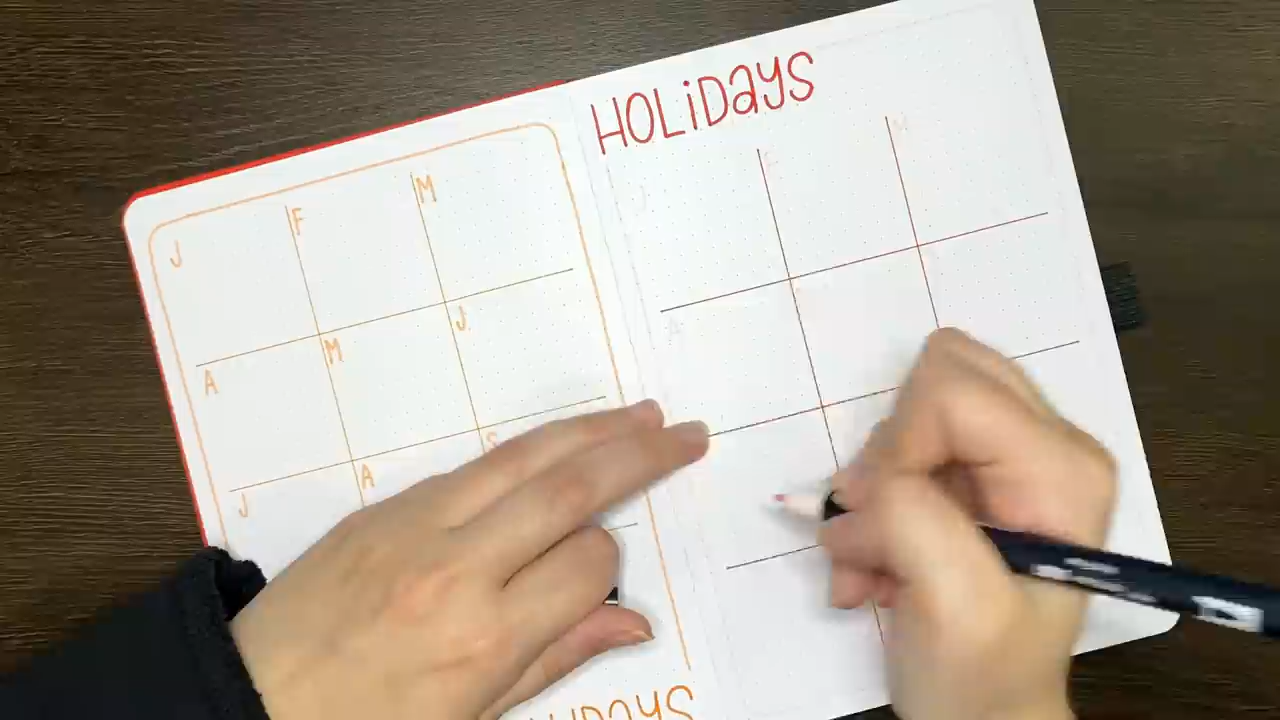 HOLiDaYS
J F M
A M J
J A S
J F M
A